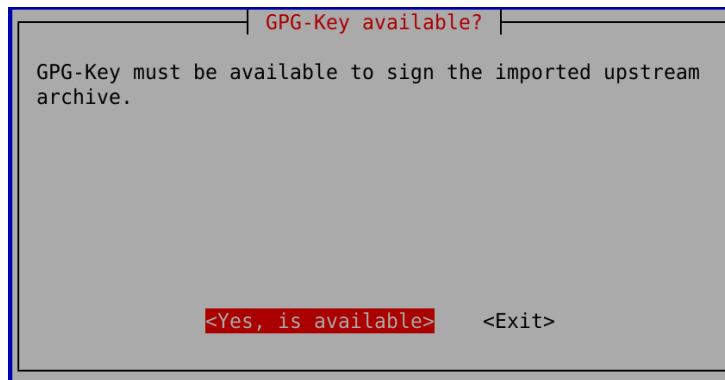 GPG-Key available?
GPG-Key must be available to sign the imported upstream
archive.
<Yes, is available> <Exit>